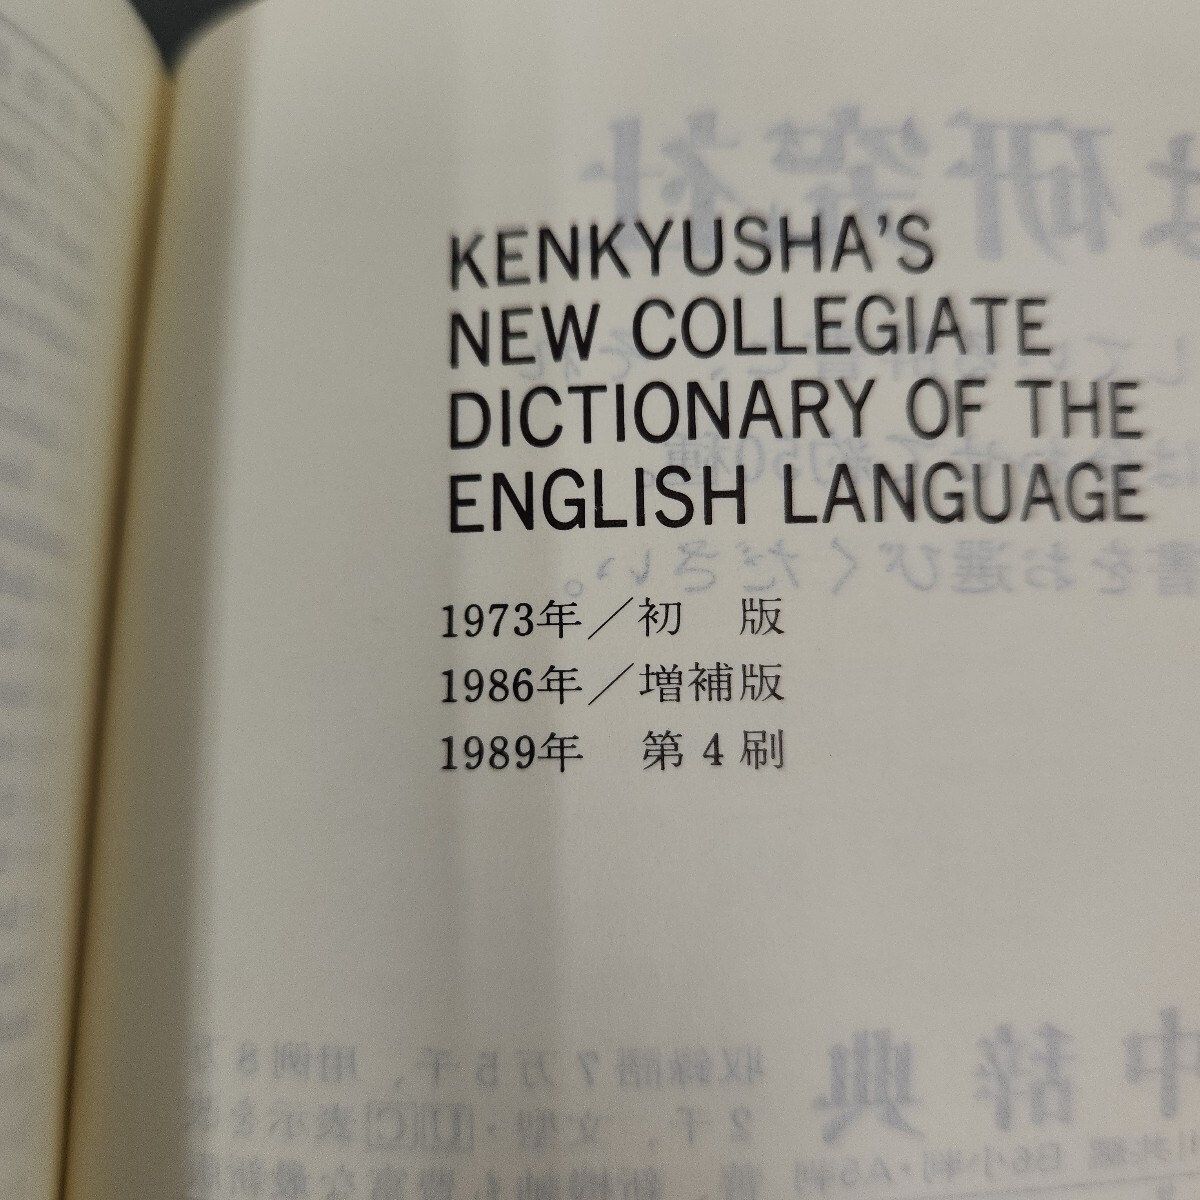 KENKYUSHA'S
NEW COLLEGIATE
DICTIONARY OF THE
ENGLISH LANGUAGE
1973年／初 版
1986年／増補版
1989年 第4刷